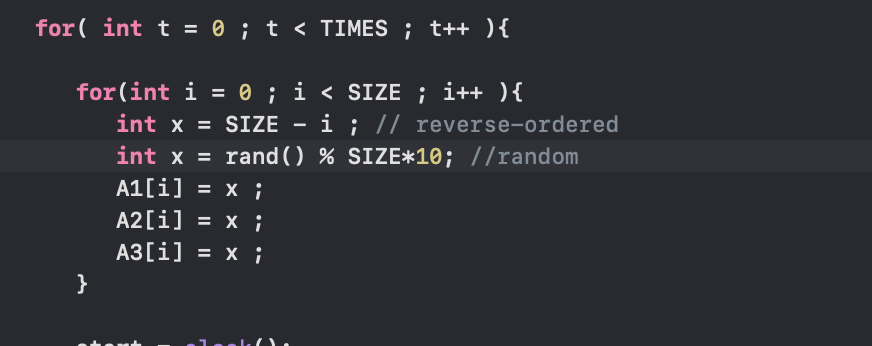 for( int t = 0 ; t < TIMES ; t++ ){
for(int i = 0 ; i < SIZE ; i++ ){
int x = SIZE - i ; // reverse-ordered
int x = rand() % SIZE*10; //random
A1[i] = x ;
A2[i] = x ;
A3[i] = x ;
}
start = clock();